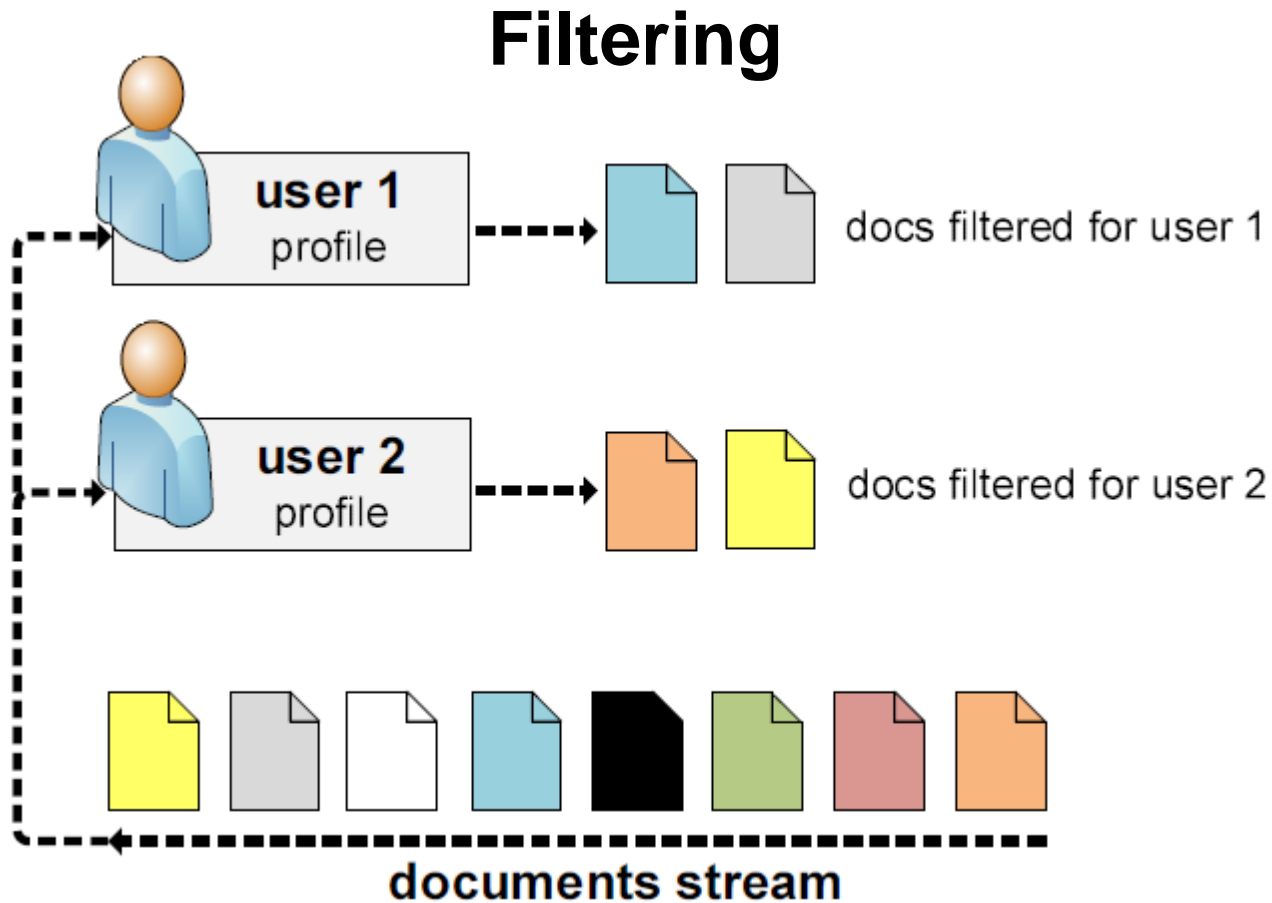 Filtering
user 1
profile
docs filtered for user 1
user 2
profile
docs filtered for user 2
documents stream